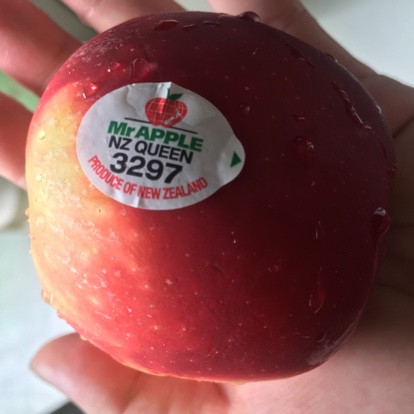 Mr APPLE
NZ QUEEN
3297
PRODUCE OF NEW ZEALAND